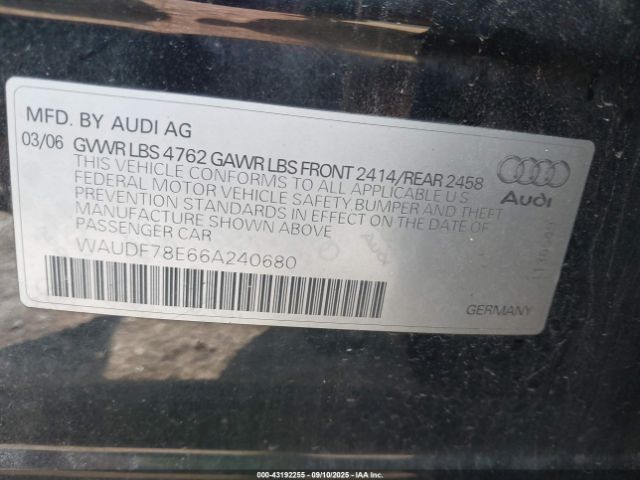 MFD. BY AUDI AG
03/06 GVWR LBS 4762 GAWR LBS FRONT 2414/REAR 2458
THIS VEHICLE CONFORMS TO ALL APPLICABLE U S
FEDERAL MOTOR VEHICLE SAFETY, BUMPER AND THEFT
PREVENTION STANDARDS IN EFFECT ON THE DATE OF
MANUFACTURE SHOWN ABOVE
PASSENGER CAR
WAUDF78E66A240680
Audi
Audi
GERMANY
000-43192255 - 09/10/2025 - IAA Inc.